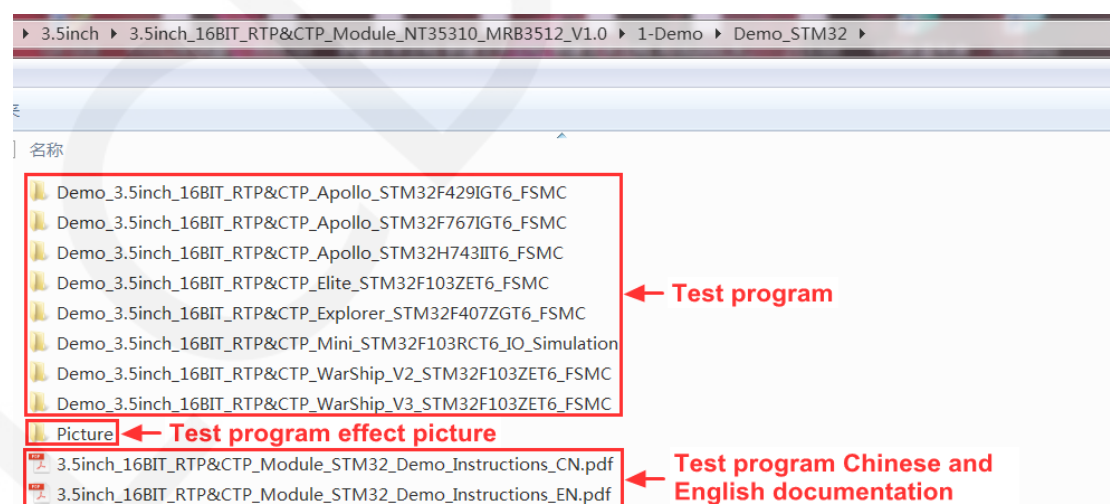 3.5inch ▸ 3.5inch_16BIT_RTP&CTP_Module_NT35310_MRB3512_V1.0 ▸ 1-Demo ▸ Demo_STM32 ▸
名称
Demo_3.5inch_16BIT_RTP&CTP_Apollo_STM32F429IGT6_FSMC
Demo_3.5inch_16BIT_RTP&CTP_Apollo_STM32F767IGT6_FSMC
Demo_3.5inch_16BIT_RTP&CTP_Apollo_STM32H743IIT6_FSMC
Demo_3.5inch_16BIT_RTP&CTP_Elite_STM32F103ZET6_FSMC
Demo_3.5inch_16BIT_RTP&CTP_Explorer_STM32F407ZGT6_FSMC
Demo_3.5inch_16BIT_RTP&CTP_Mini_STM32F103RCT6_IO_Simulation
Demo_3.5inch_16BIT_RTP&CTP_WarShip_V2_STM32F103ZET6_FSMC
Demo_3.5inch_16BIT_RTP&CTP_WarShip_V3_STM32F103ZET6_FSMC
Test program
Picture
Test program effect picture
3.5inch_16BIT_RTP&CTP_Module_STM32_Demo_Instructions_CN.pdf
3.5inch_16BIT_RTP&CTP_Module_STM32_Demo_Instructions_EN.pdf
Test program Chinese and
English documentation